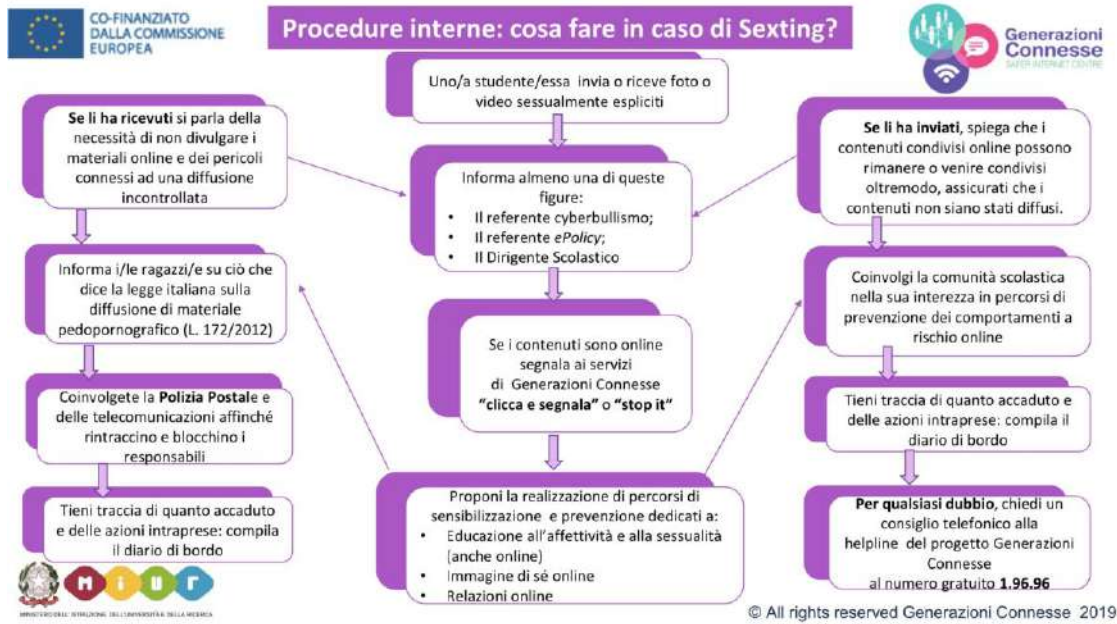 CO-FINANZIATO
DALLA COMMISSIONE
EUROPEA
Procedure interne: cosa fare in caso di Sexting?
Generazioni
Connesse
SAFER INTERNET CENTRE
Uno/a studente/essa invia o riceve foto o
video sessualmente espliciti
Se li ha ricevuti si parla della
necessità di non divulgare i
materiali online e dei pericoli
connessi ad una diffusione
incontrollata
Informa i/le ragazzi/e su ciò che
dice la legge italiana sulla
diffusione di materiale
pedopornografico (L. 172/2012)
Coinvolgete la Polizia Postale e
delle telecomunicazioni affinché
rintraccino e blocchino i
responsabili
Tieni traccia di quanto accaduto
e delle azioni intraprese: compila
il diario di bordo
Informa almeno una di queste
figure:
• Il referente cyberbullismo;
• Il referente ePolicy;
• Il Dirigente Scolastico
Se i contenuti sono online
segnala ai servizi
di Generazioni Connesse
“clicca e segnala” o “stop it”
Proponi la realizzazione di percorsi di
sensibilizzazione e prevenzione dedicati a:
• Educazione all’affettività e alla sessualità
(anche online)
• Immagine di sé online
• Relazioni online
Se li ha inviati, spiega che i
contenuti condivisi online possono
rimanere o venire condivisi
oltremodo, assicurati che i
contenuti non siano stati diffusi.
Coinvolgi la comunità scolastica
nella sua interezza in percorsi di
prevenzione dei comportamenti a
rischio online
Tieni traccia di quanto accaduto e
delle azioni intraprese: compila il
diario di bordo
Per qualsiasi dubbio, chiedi un
consiglio telefonico alla
helpline del progetto Generazioni
Connesse
al numero gratuito 1.96.96
MIUR
MINISTERO DELL'ISTRUZIONE DELL'UNIVERSITÀ E DELLA RICERCA
© All rights reserved Generazioni Connesse 2019